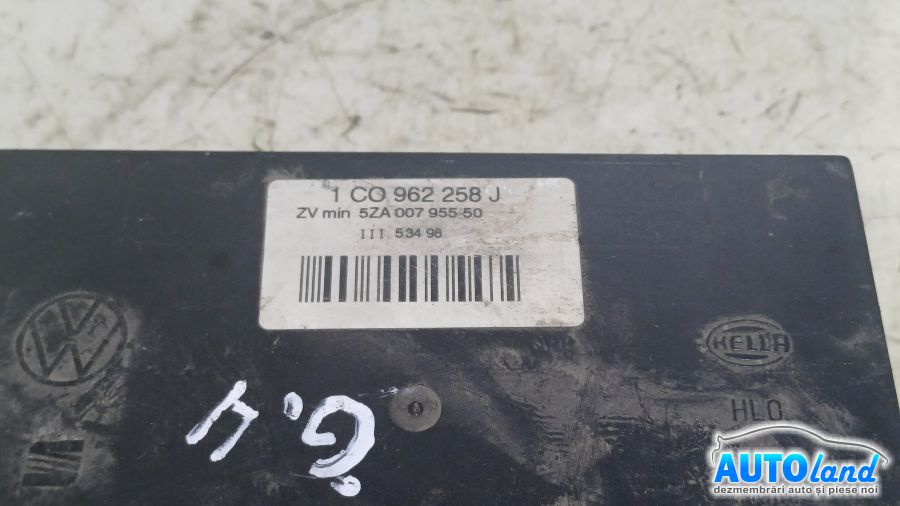 1 CO 962 258 J
ZV min 5ZA 007 955-50
III 53498
HELLA
HLO
G.4
AUTOland
dezmembrări auto și piese noi